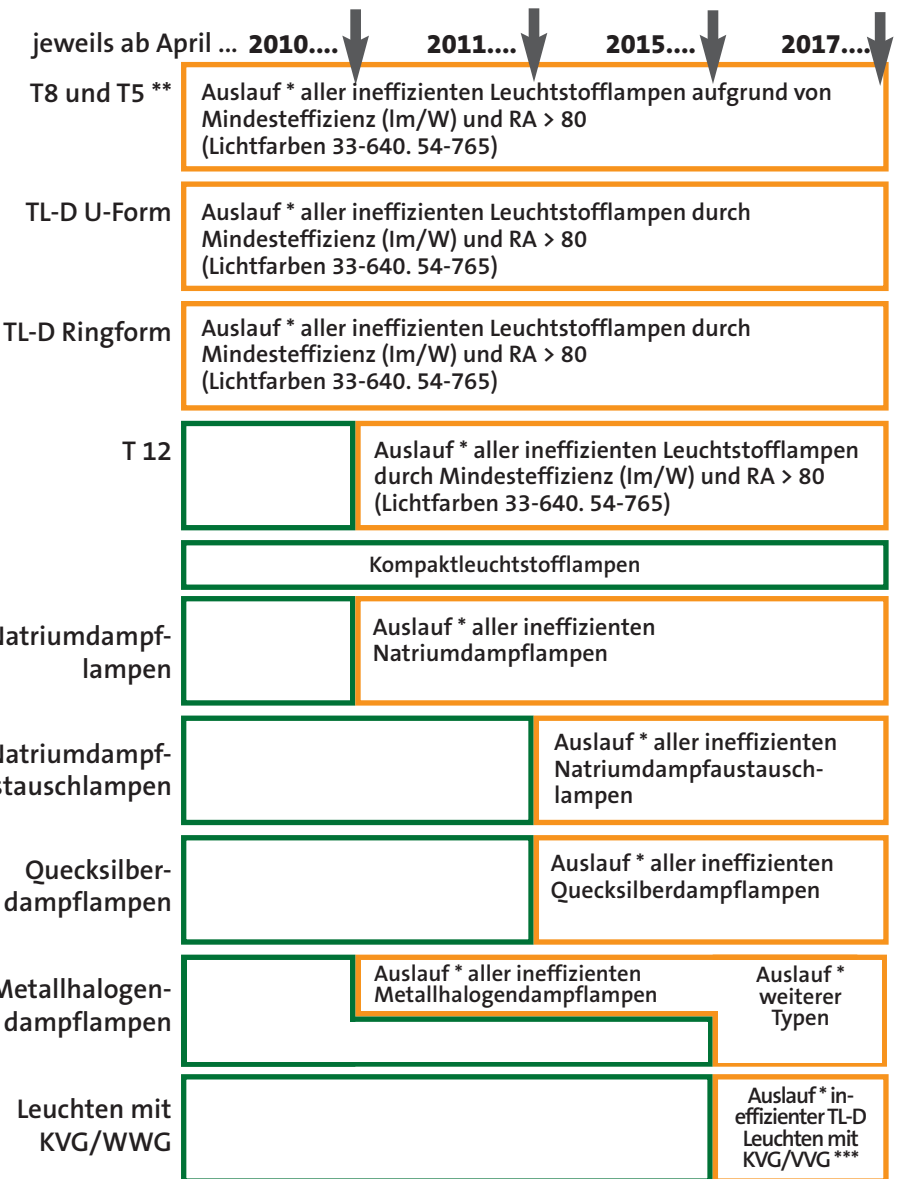 jeweils ab April ... 2010.... 2011.... 2015.... 2017....
T8 und T5 **
Auslauf * aller ineffizienten Leuchtstofflampen aufgrund von
Mindesteffizienz (lm/W) und RA > 80
(Lichtfarben 33-640. 54-765)
TL-D U-Form
Auslauf * aller ineffizienten Leuchtstofflampen durch
Mindesteffizienz (Im/W) und RA > 80
(Lichtfarben 33-640. 54-765)
TL-D Ringform
Auslauf * aller ineffizienten Leuchtstofflampen durch
Mindesteffizienz (Im/W) und RA > 80
(Lichtfarben 33-640. 54-765)
T 12
Auslauf * aller ineffizienten Leuchtstofflampen
durch Mindesteffizienz (Im/W) und RA > 80
(Lichtfarben 33-640. 54-765)
Kompaktleuchtstofflampen
Natriumdampf-
lampen
Auslauf * aller ineffizienten
Natriumdampflampen
Natriumdampf-
stauschlampen
Auslauf * aller ineffizienten
Natriumdampfaustausch-
lampen
Quecksilber-
dampflampen
Auslauf * aller ineffizienten
Quecksilberdampflampen
Metallhalogen-
dampflampen
Auslauf * aller ineffizienten
Metallhalogendampflampen
Auslauf *
weiterer
Typen
Leuchten mit
KVG/WWG
Auslauf * in-
effizienter TL-D
Leuchten mit
KVG/VVG ***